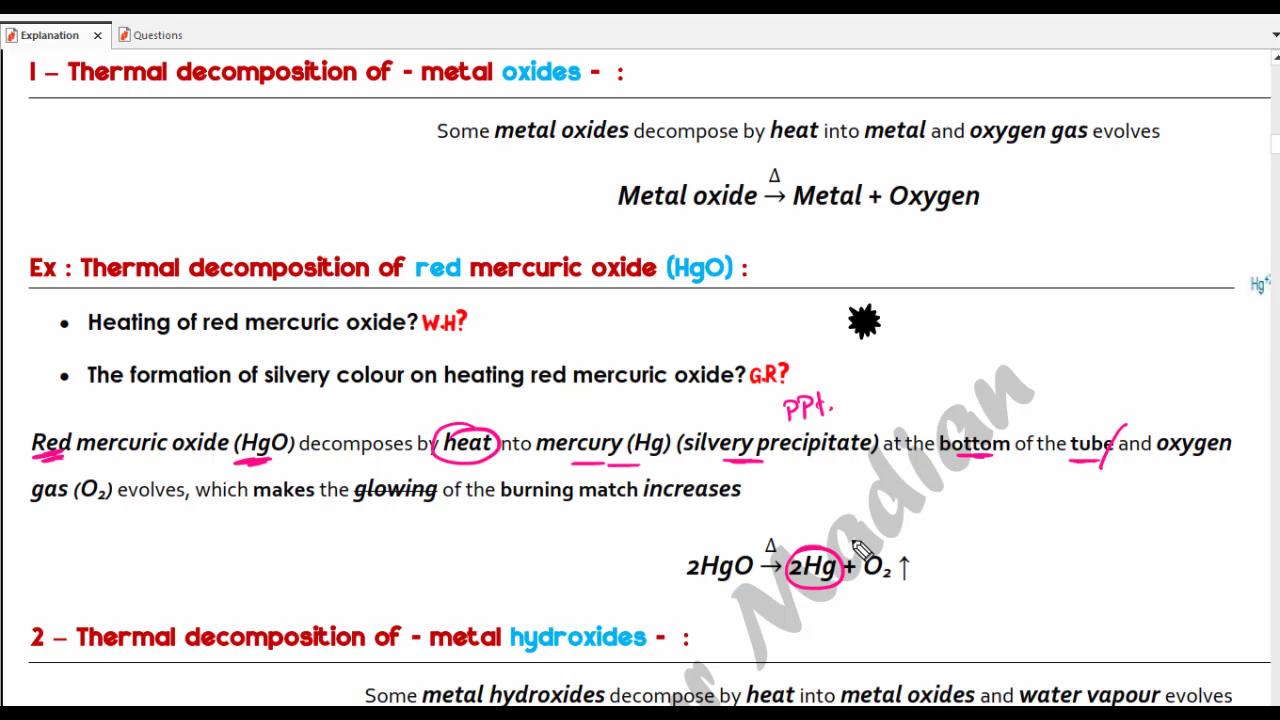 Explanation × Questions
1 – Thermal decomposition of - metal oxides - :
Some metal oxides decompose by heat into metal and oxygen gas evolves
Δ
Metal oxide → Metal + Oxygen
Ex : Thermal decomposition of red mercuric oxide (HgO) :
Hg⁺
• Heating of red mercuric oxide? W.H?
• The formation of silvery colour on heating red mercuric oxide? G.R?
PPt.
Red mercuric oxide (HgO) decomposes by heat into mercury (Hg) (silvery precipitate) at the bottom of the tube and oxygen
gas (O₂) evolves, which makes the glowing of the burning match increases
Δ
2HgO → 2Hg + O₂ ↑
Madian
2 – Thermal decomposition of - metal hydroxides - :
Some metal hydroxides decompose by heat into metal oxides and water vapour evolves